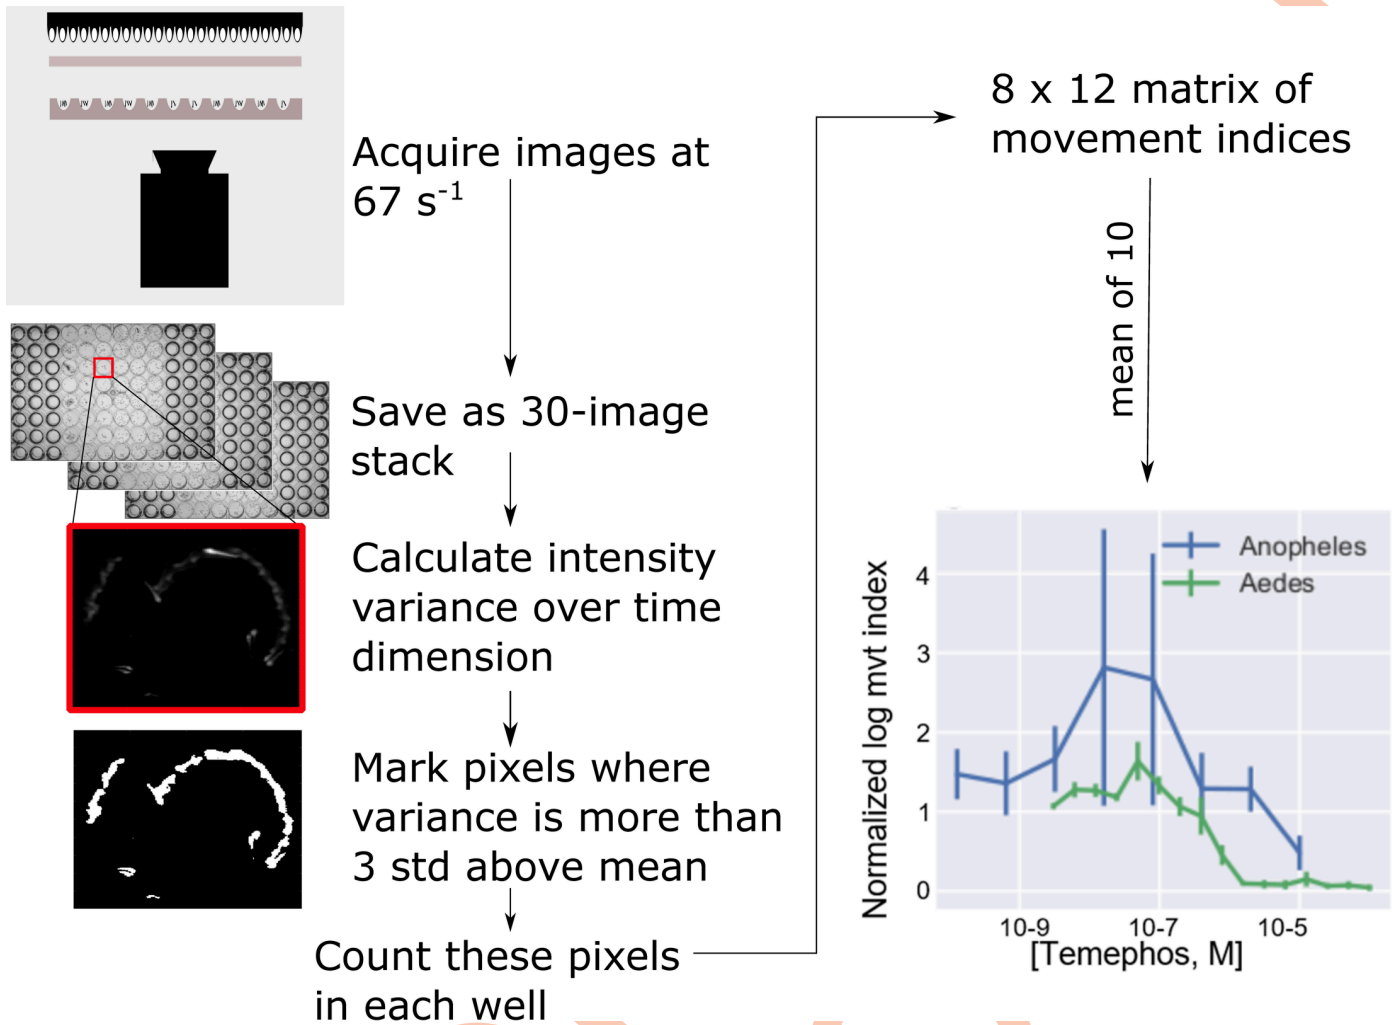 Acquire images at
67 s-1
Save as 30-image
stack
Calculate intensity
variance over time
dimension
Mark pixels where
variance is more than
3 std above mean
Count these pixels
in each well
8 x 12 matrix of
movement indices
mean of 10
Anopheles
Aedes
Normalized log mvt index
4
3
2
1
0
10-9
10-7
10-5
[Temephos, M]